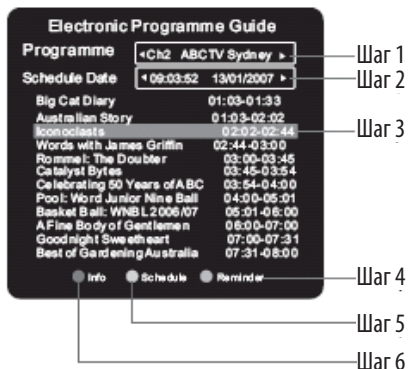 Electronic Programme Guide
Programme Ch2 ABCTV Sydney Шаг 1
Schedule Date 09:03:52 13/01/2007 Шаг 2
Big Cat Diary 01:03-01:33
Australian Story 01:03-02:02
Iconoclasts 02:02-02:44 Шаг 3
Words with James Griffin 02:44-03:00
Rommel: The Doubter 03:00-03:45
Catalyst Bytes 03:45-03:54
Celebrating 50 Years of ABC 03:54-04:00
Pool: Word Junior Nine Ball 04:00-05:01
Basket Ball: WNBL 2006/07 05:01-06:00
A Fine Body of Gentlemen 06:00-07:00
Goodnight Sweetheart 07:00-07:31
Best of Gardening Australia 07:31-08:00
Info Schedule Reminder Шаг 4
Шаг 5
Шаг 6